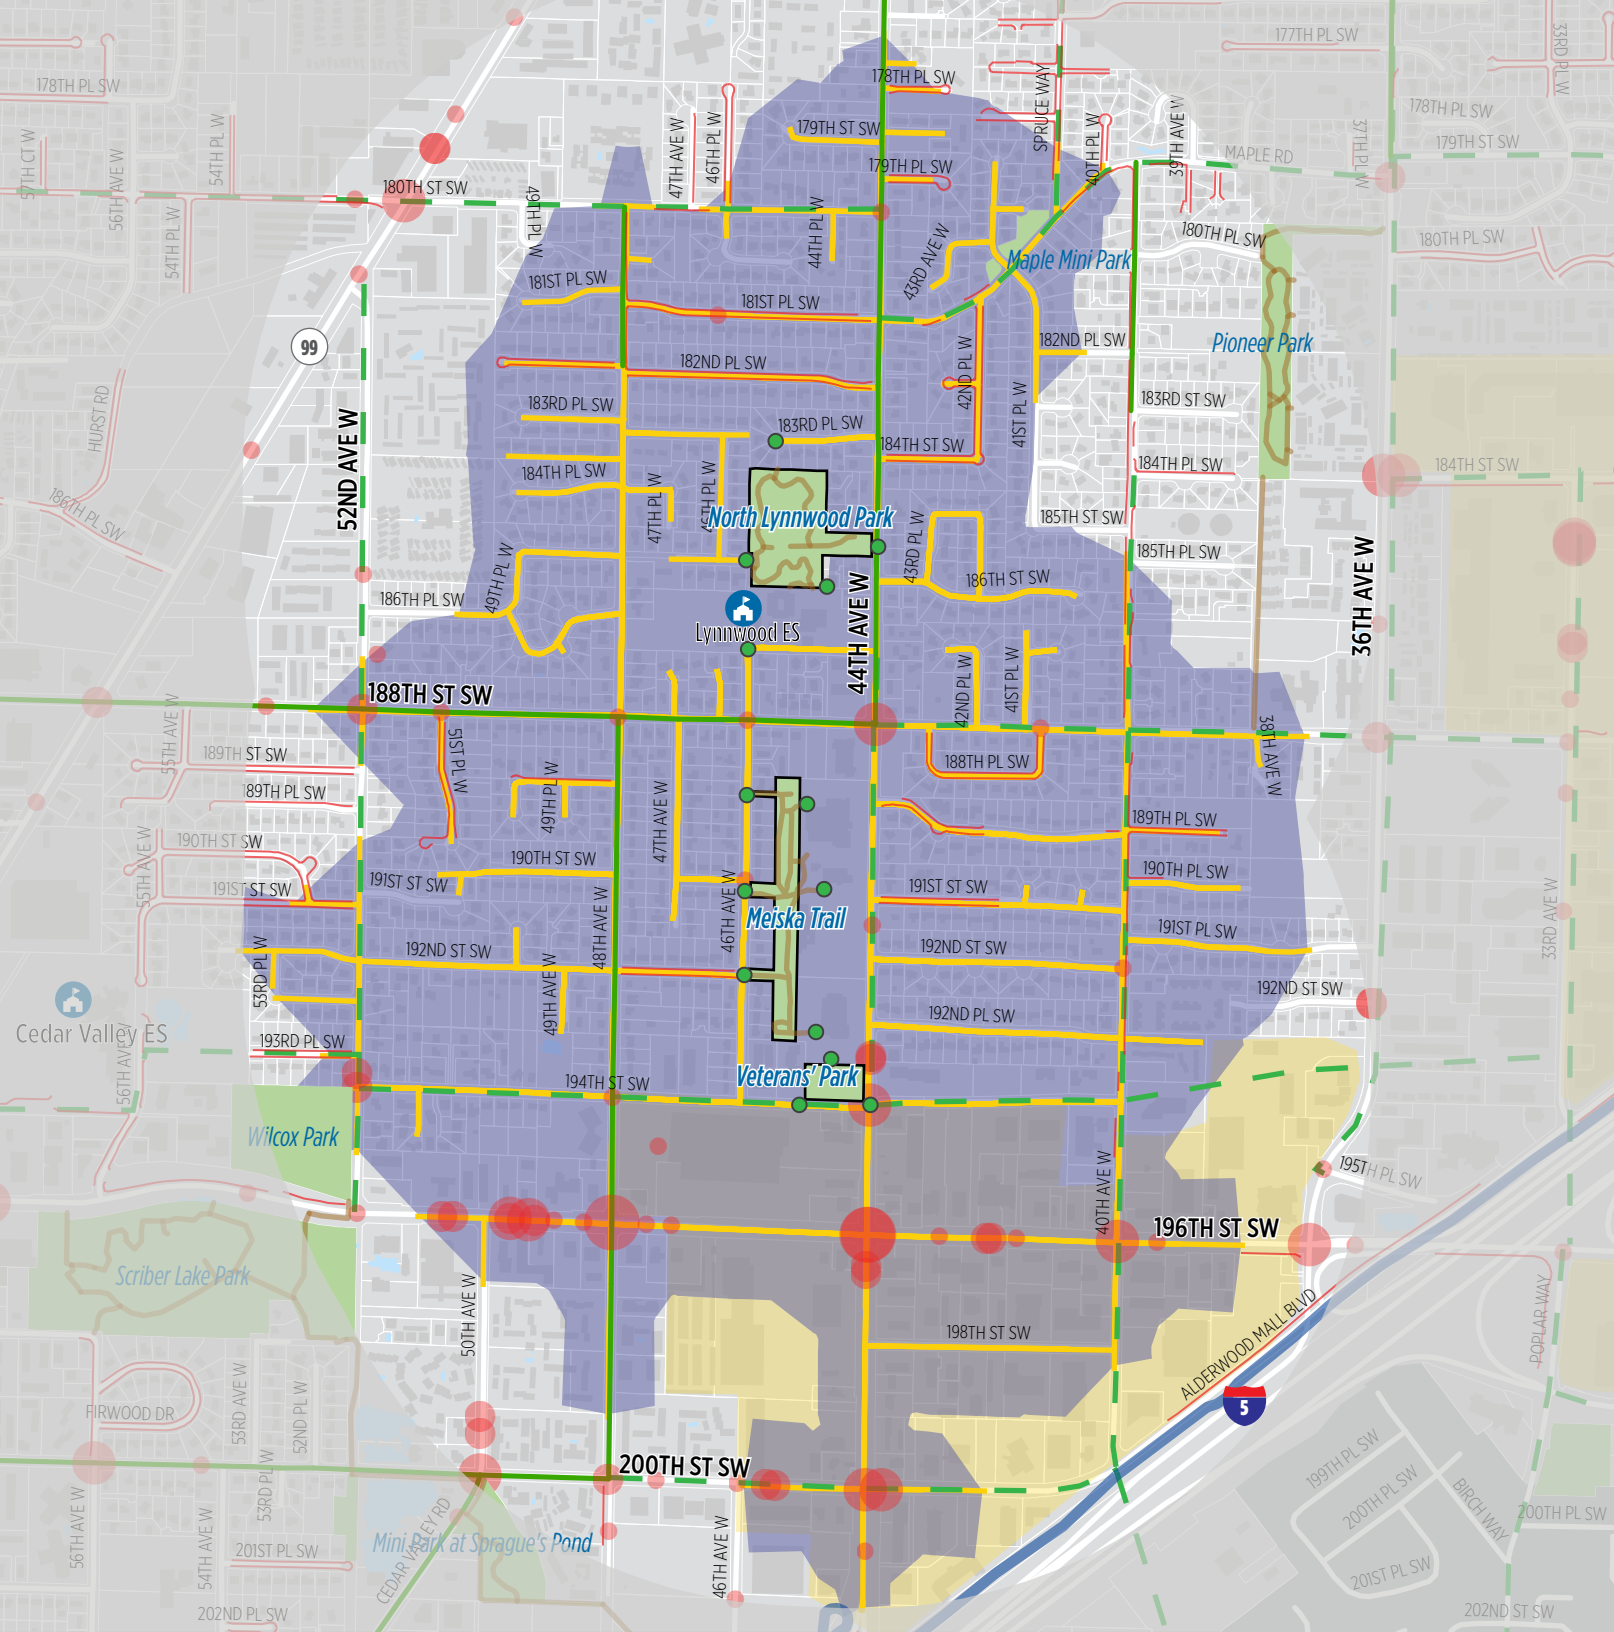 177TH PL SW
33RD PL SW
178TH PL SW
178TH PL SW
SPRUCE WAY
178TH PL SW
57TH CT W
56TH AVE W
54TH PL W
47TH AVE W
46TH PL W
179TH ST SW
40TH PL W
39TH AVE W
37TH PL W
179TH ST SW
MAPLE RD
179TH PL SW
180TH ST SW
49TH PL W
44TH PL W
54TH PL W
43RD AVE W
180TH PL SW
180TH PL SW
Maple Mini Park
181ST PL SW
181ST PL SW
99
182ND PL SW
42ND PL W
182ND PL SW
Pioneer Park
HURST RD
183RD PL SW
183RD PL SW
41ST PL W
183RD ST SW
52ND AVE W
184TH ST SW
184TH PL SW
184TH PL SW
184TH ST SW
186TH PL SW
47TH PL W
46TH PL W
North Lynnwood Park
185TH ST SW
43RD PL W
185TH PL SW
36TH AVE W
49TH PL W
186TH PL SW
186TH ST SW
44TH AVE W
Lynnwood ES
42ND PL W
41ST PL W
188TH ST SW
38TH AVE W
55TH AVE W
189TH ST SW
51ST PL W
188TH PL SW
89TH PL SW
49TH PL W
47TH AVE W
189TH PL SW
190TH ST SW
55TH AVE W
190TH ST SW
190TH PL SW
191ST ST SW
191ST ST SW
191ST ST SW
33RD AVE W
48TH AVE W
46TH AVE W
Meiska Trail
191ST PL SW
192ND ST SW
192ND ST SW
53RD PL W
49TH AVE W
192ND ST SW
Cedar Valley ES
192ND PL SW
193RD PL SW
56TH AVE W
194TH ST SW
Veterans' Park
Wilcox Park
40TH AVE W
195TH PL SW
196TH ST SW
Scriber Lake Park
50TH AVE W
198TH ST SW
ALDERWOOD MALL BLVD
POPLAR WAY
5
FIRWOOD DR
53RD AVE W
52ND PL W
199TH PL SW
200TH ST SW
53RD PL W
200TH PL SW
BIRCH WAY
200TH PL SW
56TH AVE W
54TH AVE W
CEDAR VALLEY RD
Mini Park at Sprague's Pond
46TH AVE W
201ST PL SW
201ST PL SW
202ND PL SW
202ND ST SW